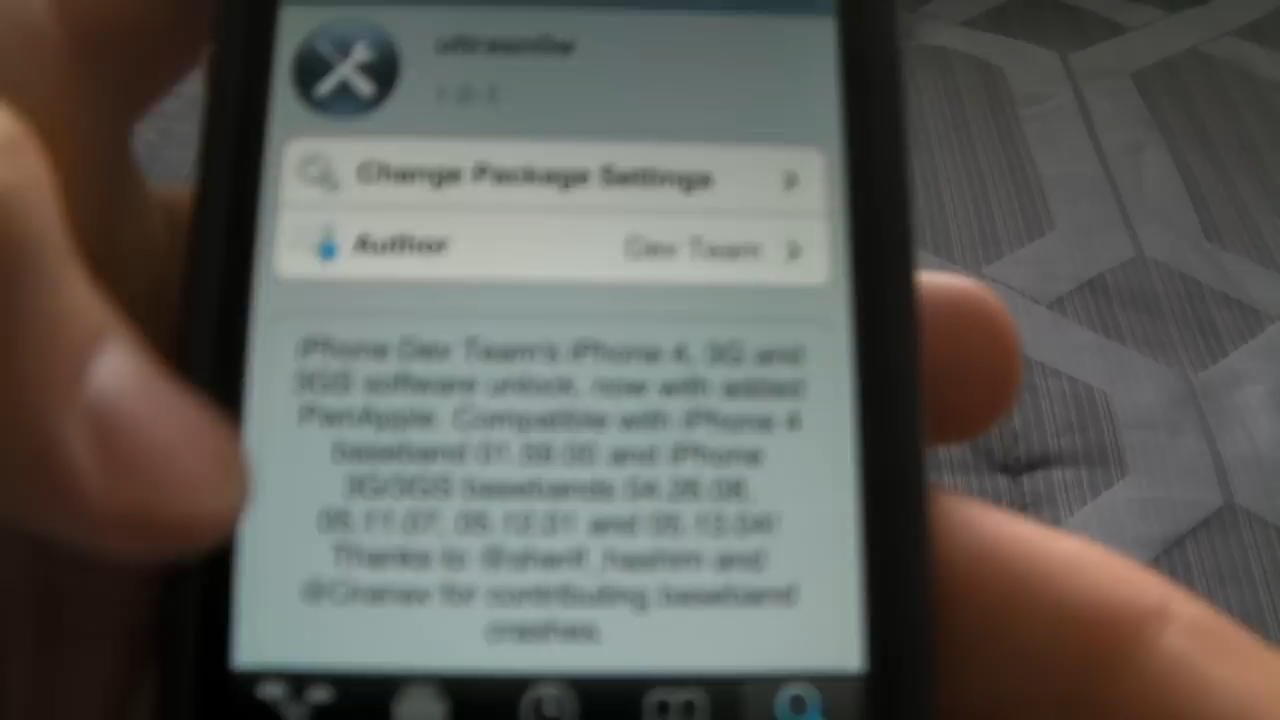 ultrasn0w
Change Package Settings
Author Dev Team
iPhone Dev Team's iPhone 4, 3G and
3GS software unlock, now with added
PwnApple. Compatible with iPhone 4
baseband 01.59.00 and iPhone
3G/3GS basebands 04.26.08,
05.11.07, 05.12.01 and 05.13.04!
Thanks to @sherif_hashim and
for contributing baseband
crashes.